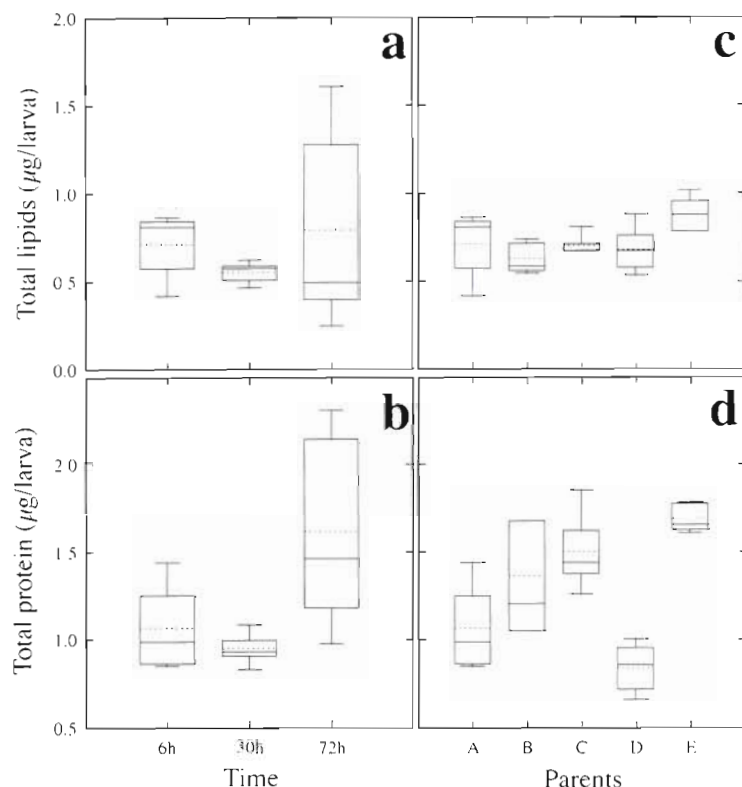 a
c
2.0
1.5
1.0
0.5
0.0
Total lipids (μg/larva)
b
d
2.0
1.5
1.0
0.5
Total protein (μg/larva)
6h 30h 72h
A B C D E
Time
Parents